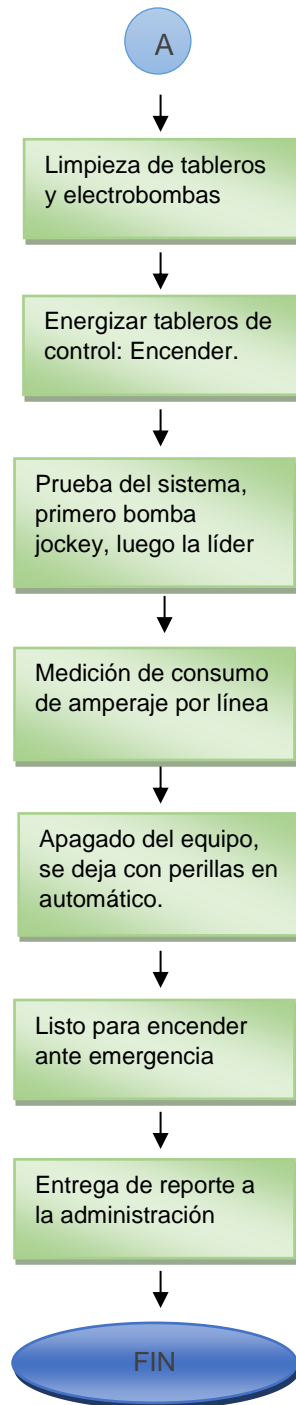 A
Limpieza de tableros
y electrobombas
Energizar tableros de
control: Encender.
Prueba del sistema,
primero bomba
jockey, luego la líder
Medición de consumo
de amperaje por línea
Apagado del equipo,
se deja con perillas en
automático.
Listo para encender
ante emergencia
Entrega de reporte a
la administración
FIN